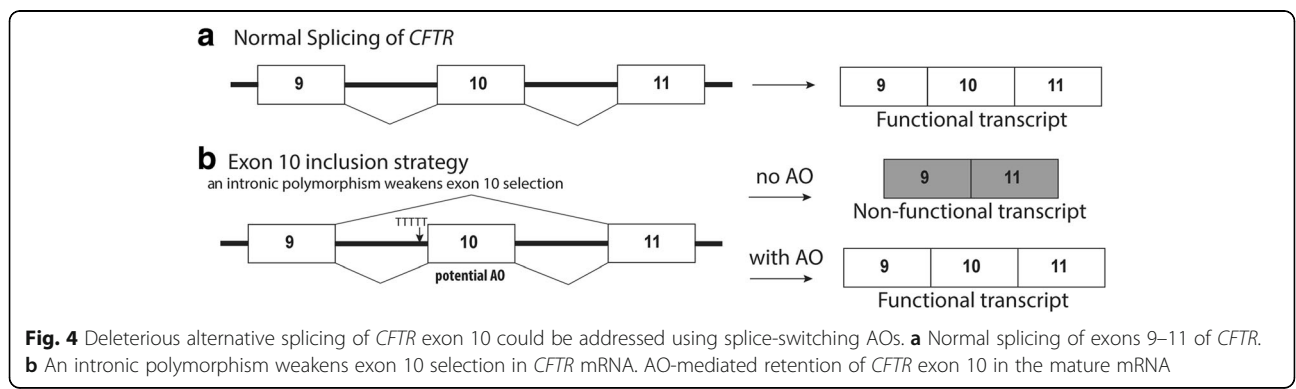 a Normal Splicing of CFTR
9 10 11
9 10 11
Functional transcript
b Exon 10 inclusion strategy
an intronic polymorphism weakens exon 10 selection
TTTTT
9 10 11
potential AO
no AO
9 11
Non-functional transcript
with AO
9 10 11
Functional transcript
Fig. 4 Deleterious alternative splicing of CFTR exon 10 could be addressed using splice-switching AOs. a Normal splicing of exons 9–11 of CFTR.
b An intronic polymorphism weakens exon 10 selection in CFTR mRNA. AO-mediated retention of CFTR exon 10 in the mature mRNA